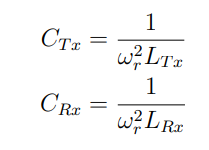 C_{Tx} = \frac{1}{\omega_r^2 L_{Tx}}
C_{Rx} = \frac{1}{\omega_r^2 L_{Rx}}